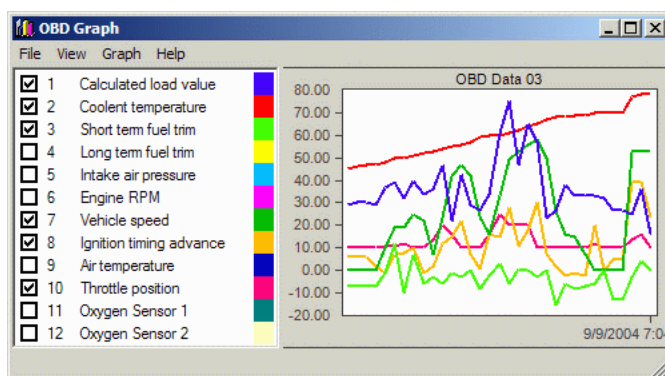 OBD Graph
File View Graph Help
1 Calculated load value
2 Coolent temperature
3 Short term fuel trim
4 Long term fuel trim
5 Intake air pressure
6 Engine RPM
7 Vehicle speed
8 Ignition timing advance
9 Air temperature
10 Throttle position
11 Oxygen Sensor 1
12 Oxygen Sensor 2
OBD Data 03
80.00
70.00
60.00
50.00
40.00
30.00
20.00
10.00
0.00
-10.00
-20.00
9/9/2004 7:04